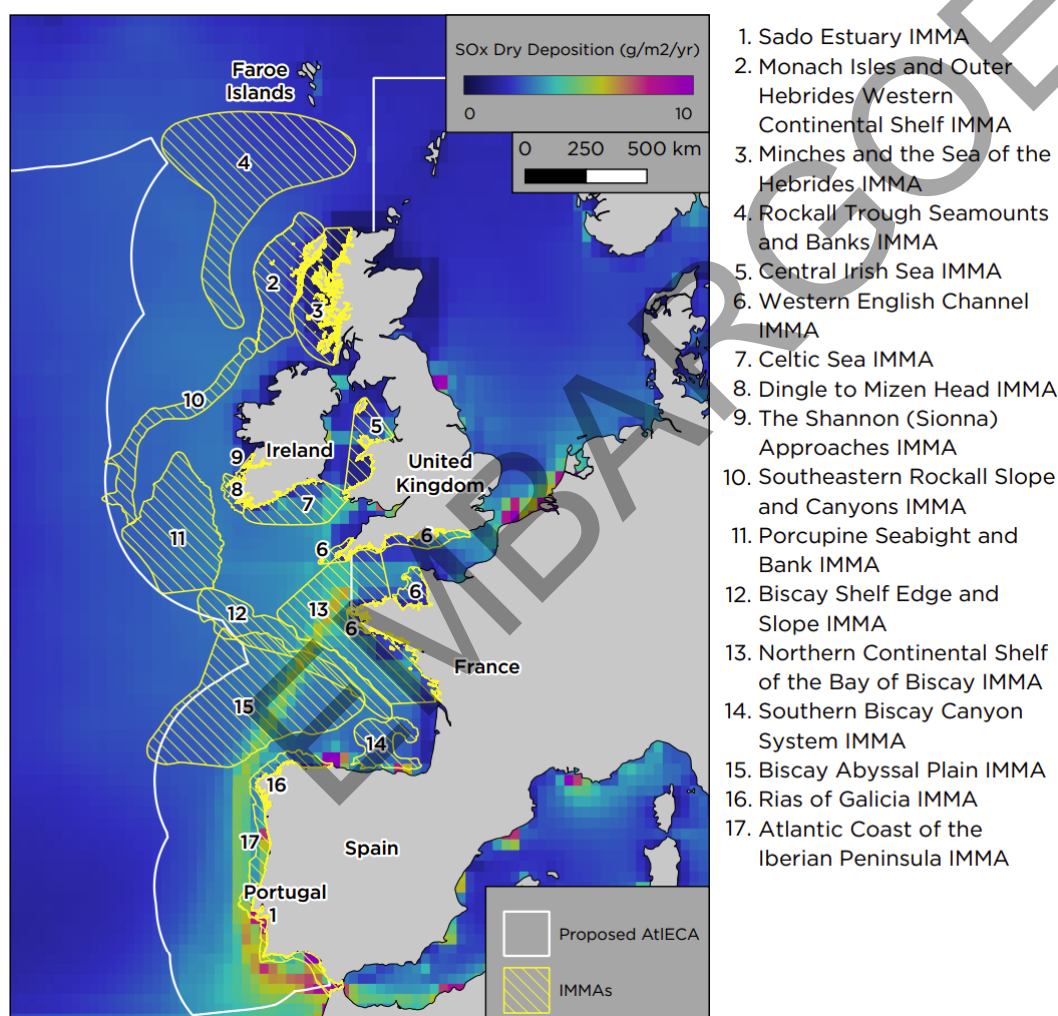 SOx Dry Deposition (g/m2/yr)
0 10
0 250 500 km
Faroe
Islands
4
2
3
10
5
9
Ireland
8
United
Kingdom
7
11
6
6
6
12
13
6
France
15
14
16
17
Spain
Portugal
1
Proposed AtlECA
IMMAs
1. Sado Estuary IMMA
2. Monach Isles and Outer
Hebrides Western
Continental Shelf IMMA
3. Minches and the Sea of the
Hebrides IMMA
4. Rockall Trough Seamounts
and Banks IMMA
5. Central Irish Sea IMMA
6. Western English Channel
IMMA
7. Celtic Sea IMMA
8. Dingle to Mizen Head IMMA
9. The Shannon (Sionna)
Approaches IMMA
10. Southeastern Rockall Slope
and Canyons IMMA
11. Porcupine Seabight and
Bank IMMA
12. Biscay Shelf Edge and
Slope IMMA
13. Northern Continental Shelf
of the Bay of Biscay IMMA
14. Southern Biscay Canyon
System IMMA
15. Biscay Abyssal Plain IMMA
16. Rias of Galicia IMMA
17. Atlantic Coast of the
Iberian Peninsula IMMA
EMBARGOE